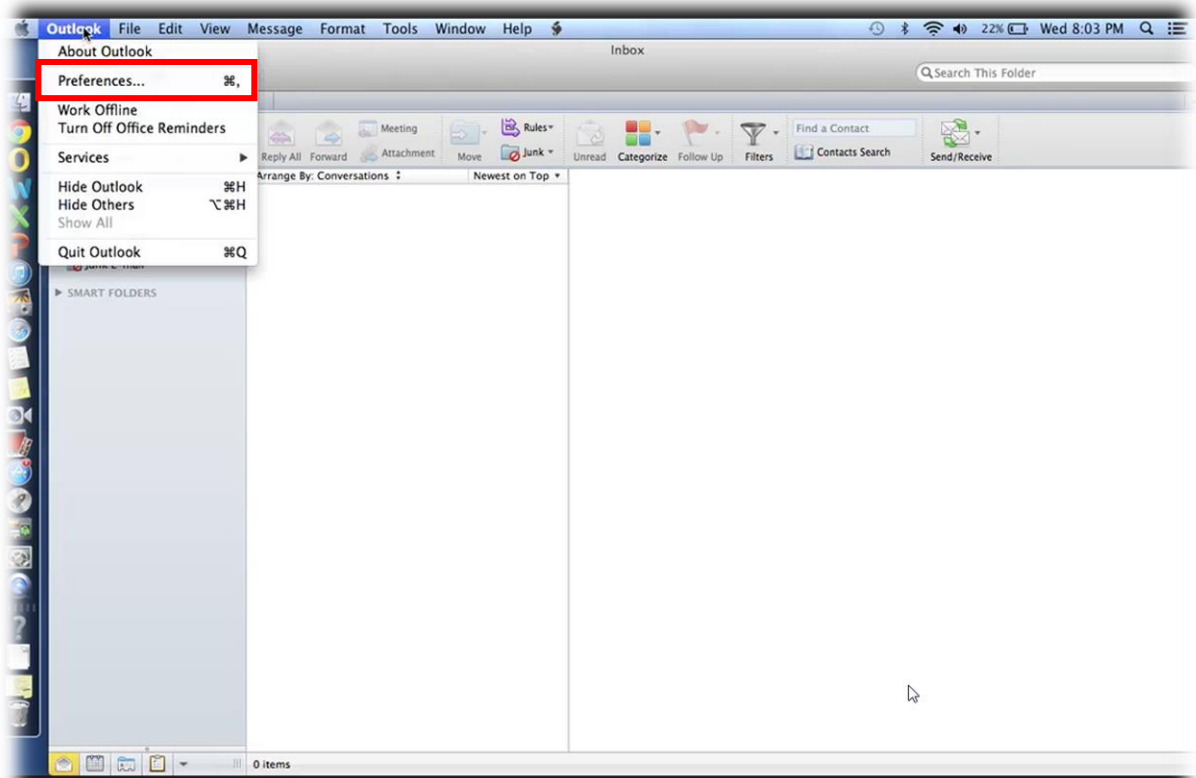 Outlook File Edit View Message Format Tools Window Help 22% Wed 8:03 PM
Inbox
About Outlook
Preferences... ⌘,
Work Offline
Turn Off Office Reminders
Services ▶
Hide Outlook ⌘H
Hide Others ⌥⌘H
Show All
Quit Outlook ⌘Q
Search This Folder
Reply All Forward
Meeting
Attachment
Move
Rules
Junk
Unread Categorize Follow Up Filters
Find a Contact
Contacts Search
Send/Receive
Arrange By: Conversations Newest on Top
Junk E-mail
SMART FOLDERS
0 items